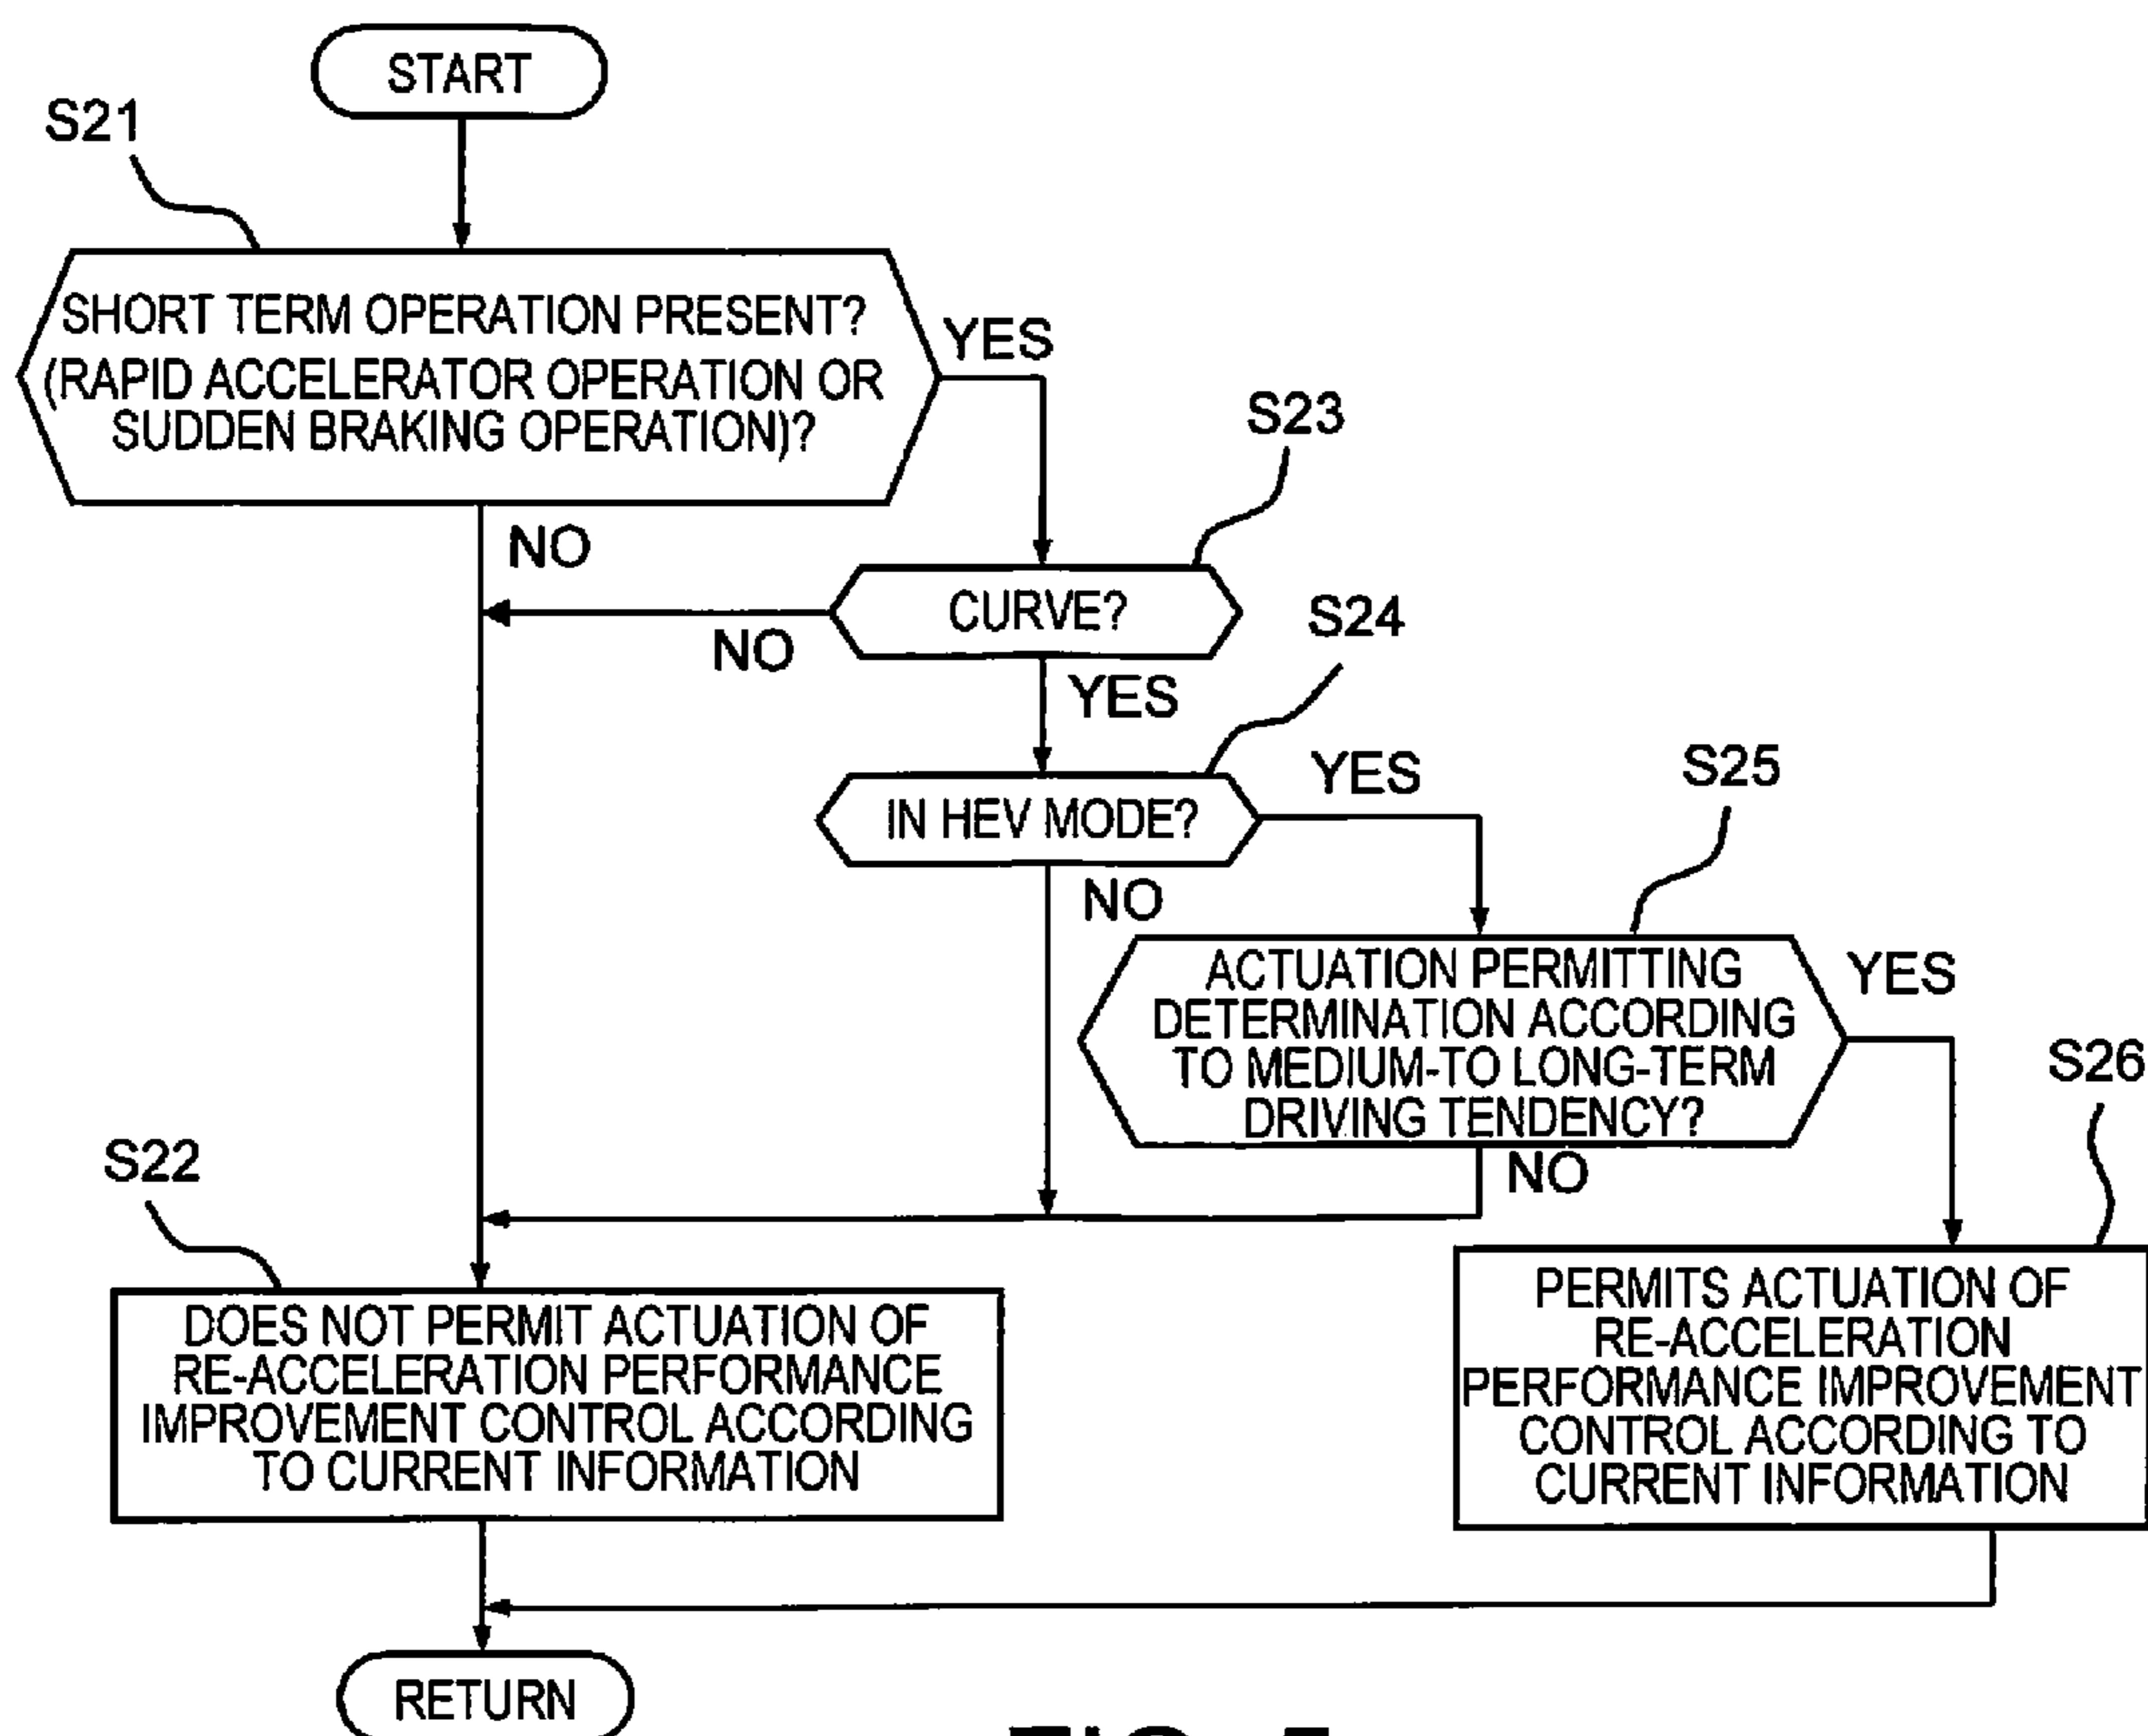 START
S21
SHORT TERM OPERATION PRESENT?
(RAPID ACCELERATOR OPERATION OR
SUDDEN BRAKING OPERATION)?
YES
NO
S23
CURVE?
NO
YES
S24
IN HEV MODE?
YES
NO
S25
ACTUATION PERMITTING
DETERMINATION ACCORDING
TO MEDIUM-TO LONG-TERM
DRIVING TENDENCY?
YES
NO
S26
S22
DOES NOT PERMIT ACTUATION OF
RE-ACCELERATION PERFORMANCE
IMPROVEMENT CONTROL ACCORDING
TO CURRENT INFORMATION
PERMITS ACTUATION OF
RE-ACCELERATION
PERFORMANCE IMPROVEMENT
CONTROL ACCORDING TO
CURRENT INFORMATION
RETURN